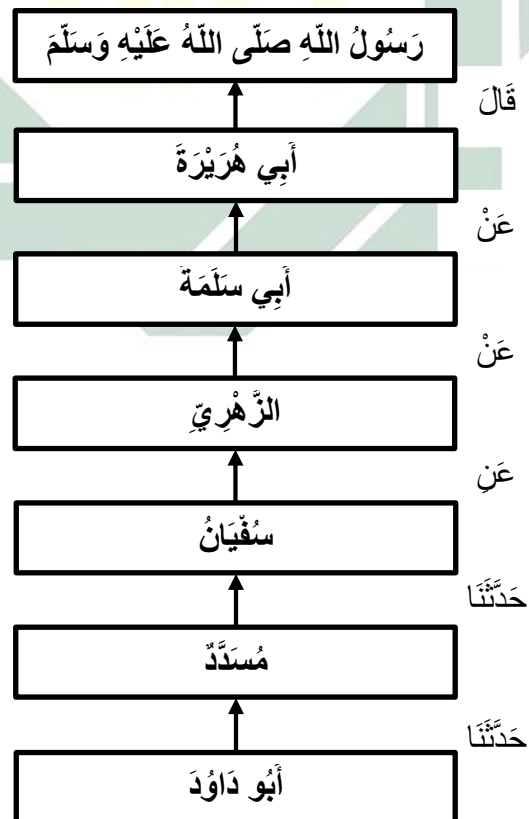 رَسُولُ اللّهِ صَلّى اللّهُ عَلَيْهِ وَسَلّمَ
قَالَ
أَبِي هُرَيْرَةَ
عَنْ
أَبِي سَلَمَةَ
عَنْ
الزُّهْرِيِّ
عَنِ
سُفْيَانُ
حَدَّثَنَا
مُسَدَّدٌ
حَدَّثَنَا
أَبُو دَاوُدَ